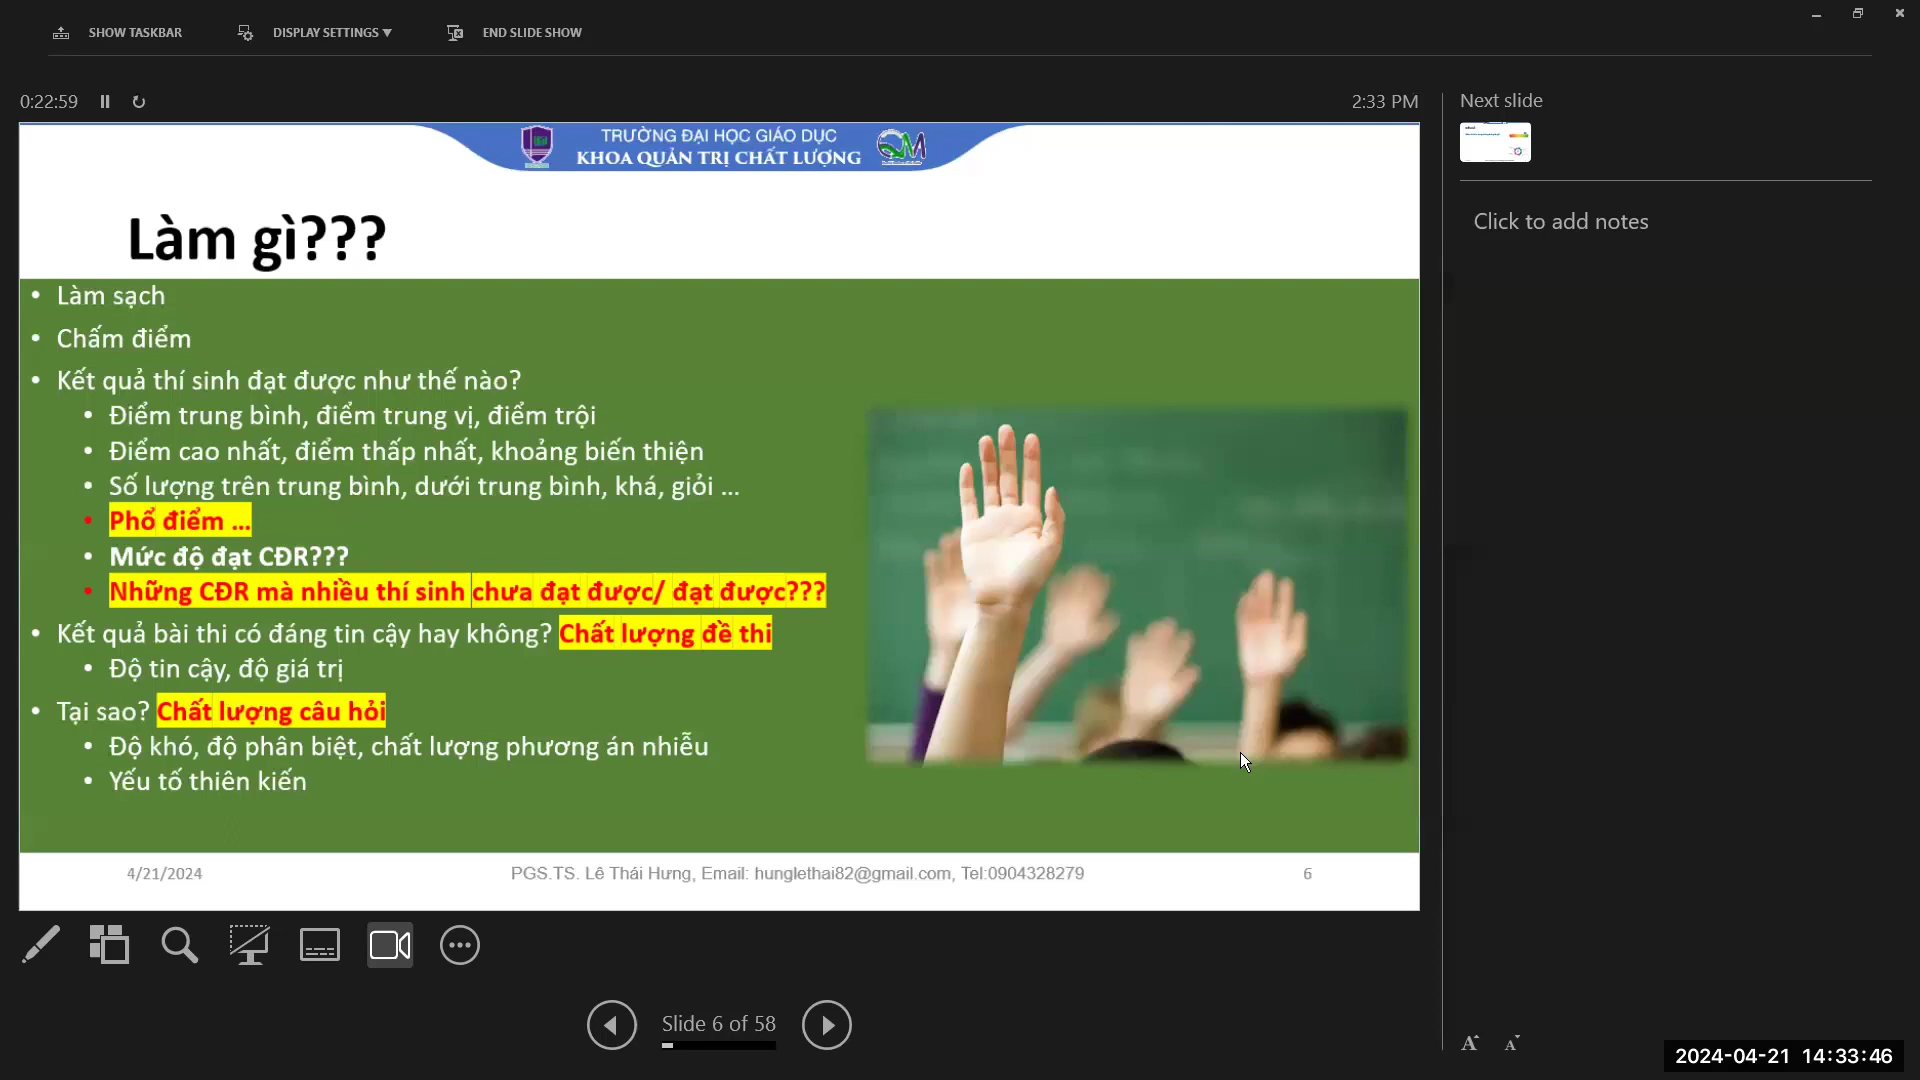 SHOW TASKBAR
DISPLAY SETTINGS ▼
END SLIDE SHOW
0:22:59
2:33 PM
Next slide
TRƯỜNG ĐẠI HỌC GIÁO DỤC
KHOA QUẢN TRỊ CHẤT LƯỢNG
QM
Click to add notes
Làm gì???
• Làm sạch
• Chấm điểm
• Kết quả thí sinh đạt được như thế nào?
• Điểm trung bình, điểm trung vị, điểm trội
• Điểm cao nhất, điểm thấp nhất, khoảng biến thiện
• Số lượng trên trung bình, dưới trung bình, khá, giỏi ...
• Phổ điểm ...
• Mức độ đạt CĐR???
• Những CĐR mà nhiều thí sinh chưa đạt được/ đạt được???
• Kết quả bài thi có đáng tin cậy hay không? Chất lượng đề thi
• Độ tin cậy, độ giá trị
• Tại sao? Chất lượng câu hỏi
• Độ khó, độ phân biệt, chất lượng phương án nhiễu
• Yếu tố thiên kiến
4/21/2024
PGS.TS. Lê Thái Hưng, Email: hunglethai82@gmail.com, Tel:0904328279
6
Slide 6 of 58
A A
2024-04-21 14:33:46